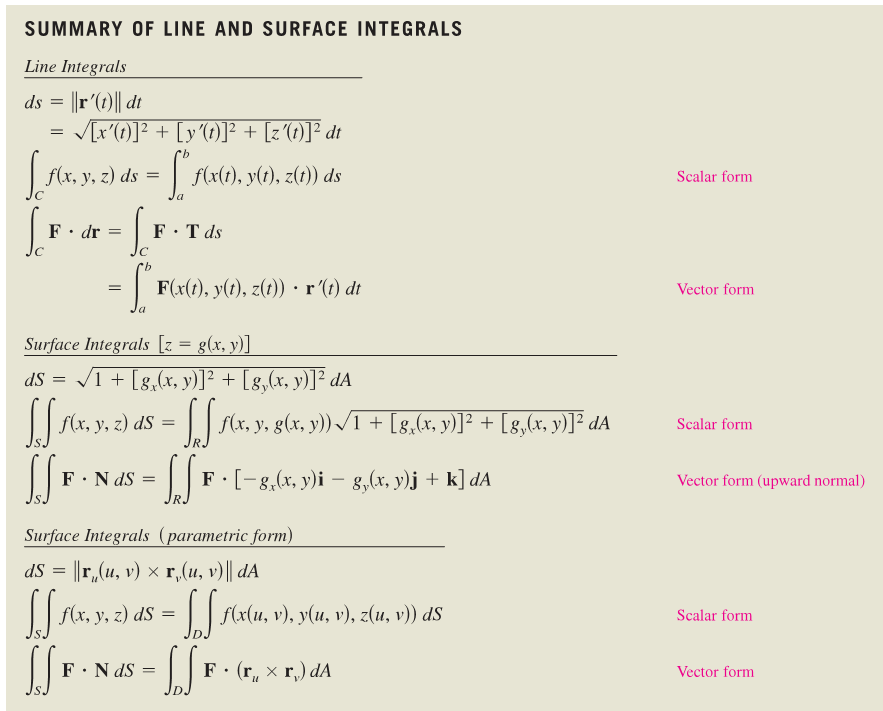 SUMMARY OF LINE AND SURFACE INTEGRALS
Line Integrals
ds = ‖r′(t)‖ dt
= √([x′(t)]² + [y′(t)]² + [z′(t)]²) dt
∫_C f(x, y, z) ds = ∫_a^b f(x(t), y(t), z(t)) ds Scalar form
∫_C F · dr = ∫_C F · T ds
= ∫_a^b F(x(t), y(t), z(t)) · r′(t) dt Vector form
Surface Integrals [z = g(x, y)]
dS = √(1 + [g_x(x, y)]² + [g_y(x, y)]²) dA
∫_S∫ f(x, y, z) dS = ∫_R∫ f(x, y, g(x, y))√(1 + [g_x(x, y)]² + [g_y(x, y)]²) dA Scalar form
∫_S∫ F · N dS = ∫_R∫ F · [−g_x(x, y)i − g_y(x, y)j + k] dA Vector form (upward normal)
Surface Integrals (parametric form)
dS = ‖r_u(u, v) × r_v(u, v)‖ dA
∫_S∫ f(x, y, z) dS = ∫_D∫ f(x(u, v), y(u, v), z(u, v)) dS Scalar form
∫_S∫ F · N dS = ∫_D∫ F · (r_u × r_v) dA Vector form